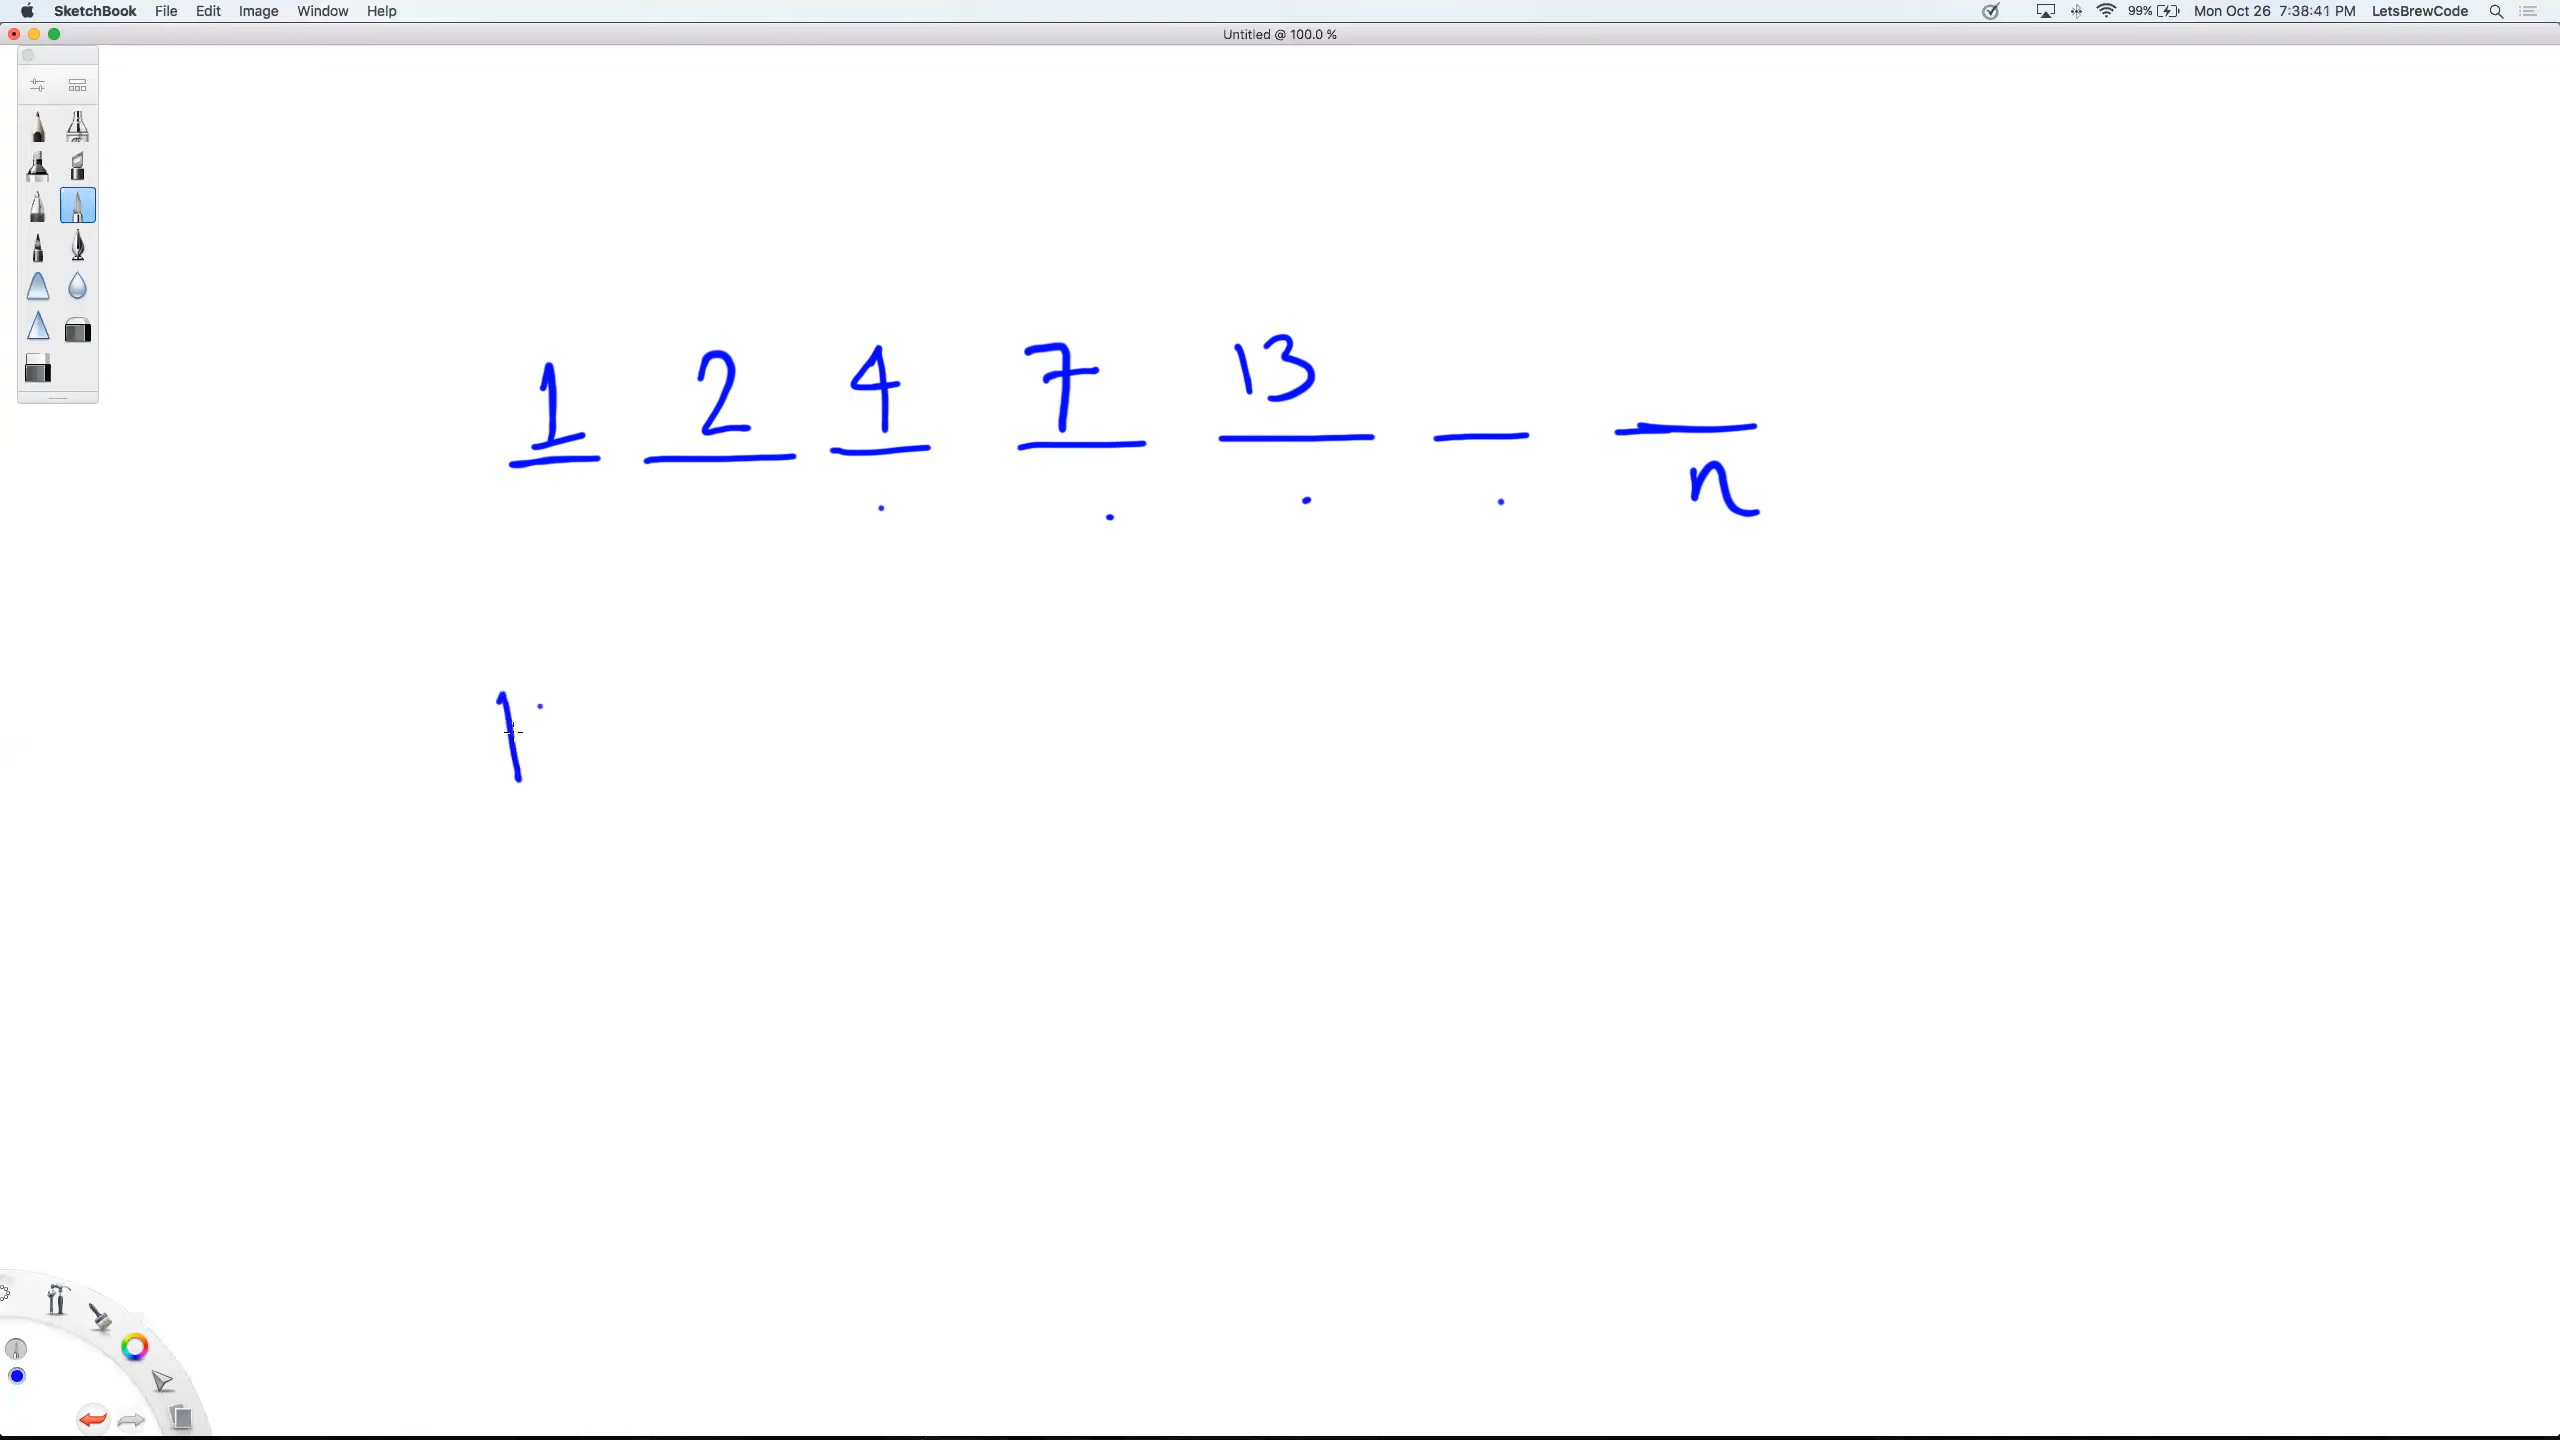 SketchBook File Edit Image Window Help 99% Mon Oct 26 7:38:41 PM LetsBrewCode
Untitled @ 100.0 %
1 2 4 7 13
n
1